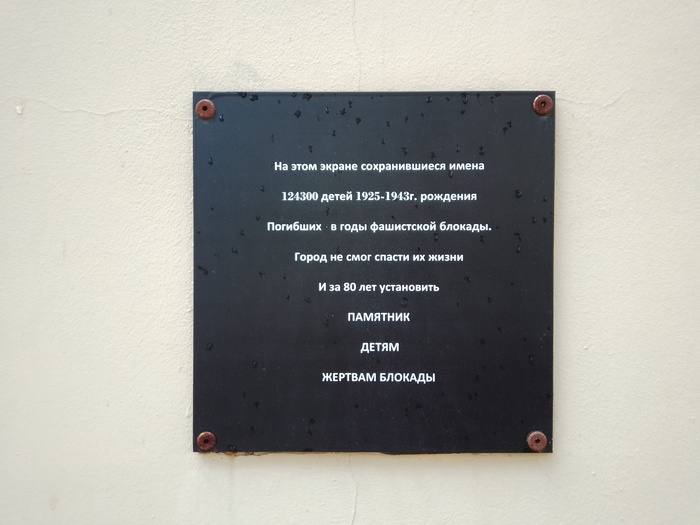 На этом экране сохранившиеся имена
124300 детей 1925-1943г. рождения
Погибших в годы фашистской блокады.
Город не смог спасти их жизни
И за 80 лет установить
ПАМЯТНИК
ДЕТЯМ
ЖЕРТВАМ БЛОКАДЫ